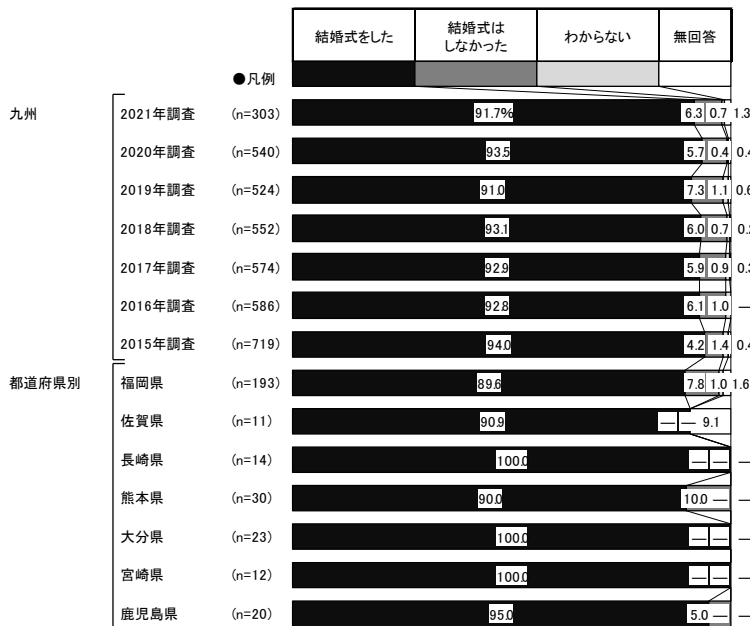 結婚式をした 結婚式はしなかった わからない 無回答
●凡例
九州 2021年調査 (n=303) 91.7% 6.3 0.7 1.3
2020年調査 (n=540) 93.5 5.7 0.4 0.4
2019年調査 (n=524) 91.0 7.3 1.1 0.6
2018年調査 (n=552) 93.1 6.0 0.7 0.2
2017年調査 (n=574) 92.9 5.9 0.9 0.3
2016年調査 (n=586) 92.8 6.1 1.0 —
2015年調査 (n=719) 94.0 4.2 1.4 0.4
都道府県別 福岡県 (n=193) 89.6 7.8 1.0 1.6
佐賀県 (n=11) 90.9 — — 9.1
長崎県 (n=14) 100.0 — — —
熊本県 (n=30) 90.0 10.0 — —
大分県 (n=23) 100.0 — — —
宮崎県 (n=12) 100.0 — — —
鹿児島県 (n=20) 95.0 5.0 — —